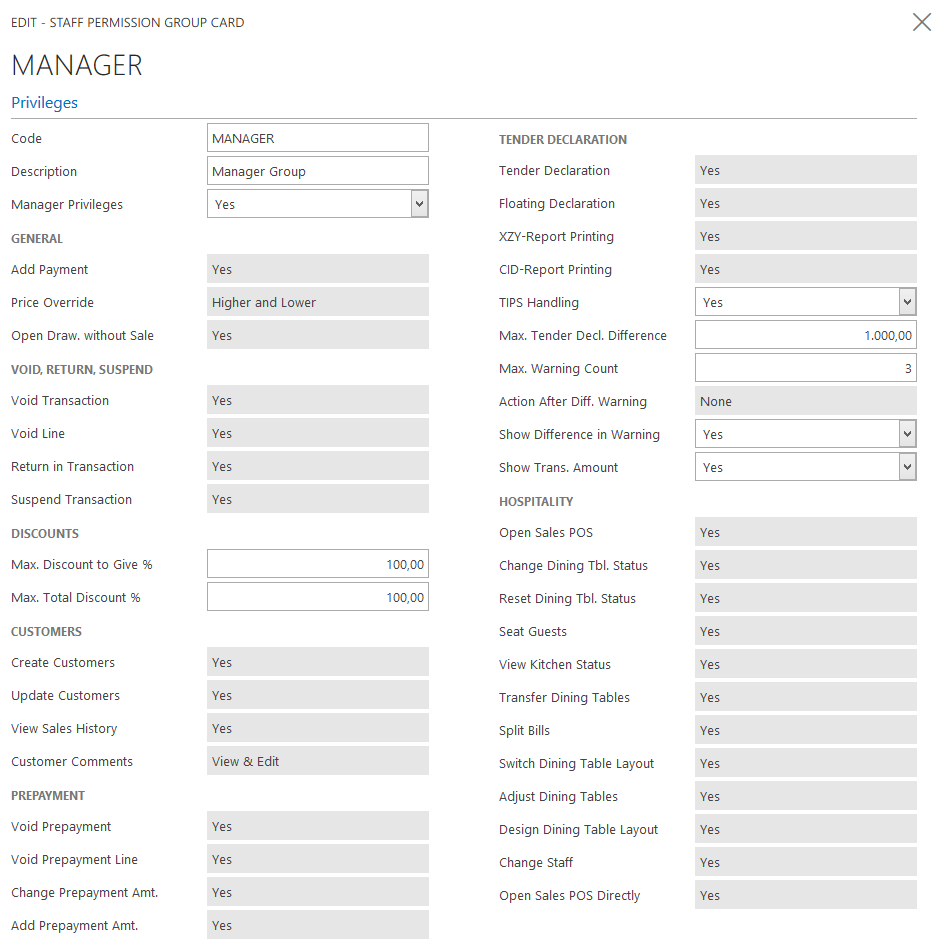 EDIT - STAFF PERMISSION GROUP CARD
MANAGER
Privileges
Code MANAGER
Description Manager Group
Manager Privileges Yes
GENERAL
Add Payment Yes
Price Override Higher and Lower
Open Draw. without Sale Yes
VOID, RETURN, SUSPEND
Void Transaction Yes
Void Line Yes
Return in Transaction Yes
Suspend Transaction Yes
DISCOUNTS
Max. Discount to Give % 100,00
Max. Total Discount % 100,00
CUSTOMERS
Create Customers Yes
Update Customers Yes
View Sales History Yes
Customer Comments View & Edit
PREPAYMENT
Void Prepayment Yes
Void Prepayment Line Yes
Change Prepayment Amt. Yes
Add Prepayment Amt. Yes
TENDER DECLARATION
Tender Declaration Yes
Floating Declaration Yes
XZY-Report Printing Yes
CID-Report Printing Yes
TIPS Handling Yes
Max. Tender Decl. Difference 1.000,00
Max. Warning Count 3
Action After Diff. Warning None
Show Difference in Warning Yes
Show Trans. Amount Yes
HOSPITALITY
Open Sales POS Yes
Change Dining Tbl. Status Yes
Reset Dining Tbl. Status Yes
Seat Guests Yes
View Kitchen Status Yes
Transfer Dining Tables Yes
Split Bills Yes
Switch Dining Table Layout Yes
Adjust Dining Tables Yes
Design Dining Table Layout Yes
Change Staff Yes
Open Sales POS Directly Yes